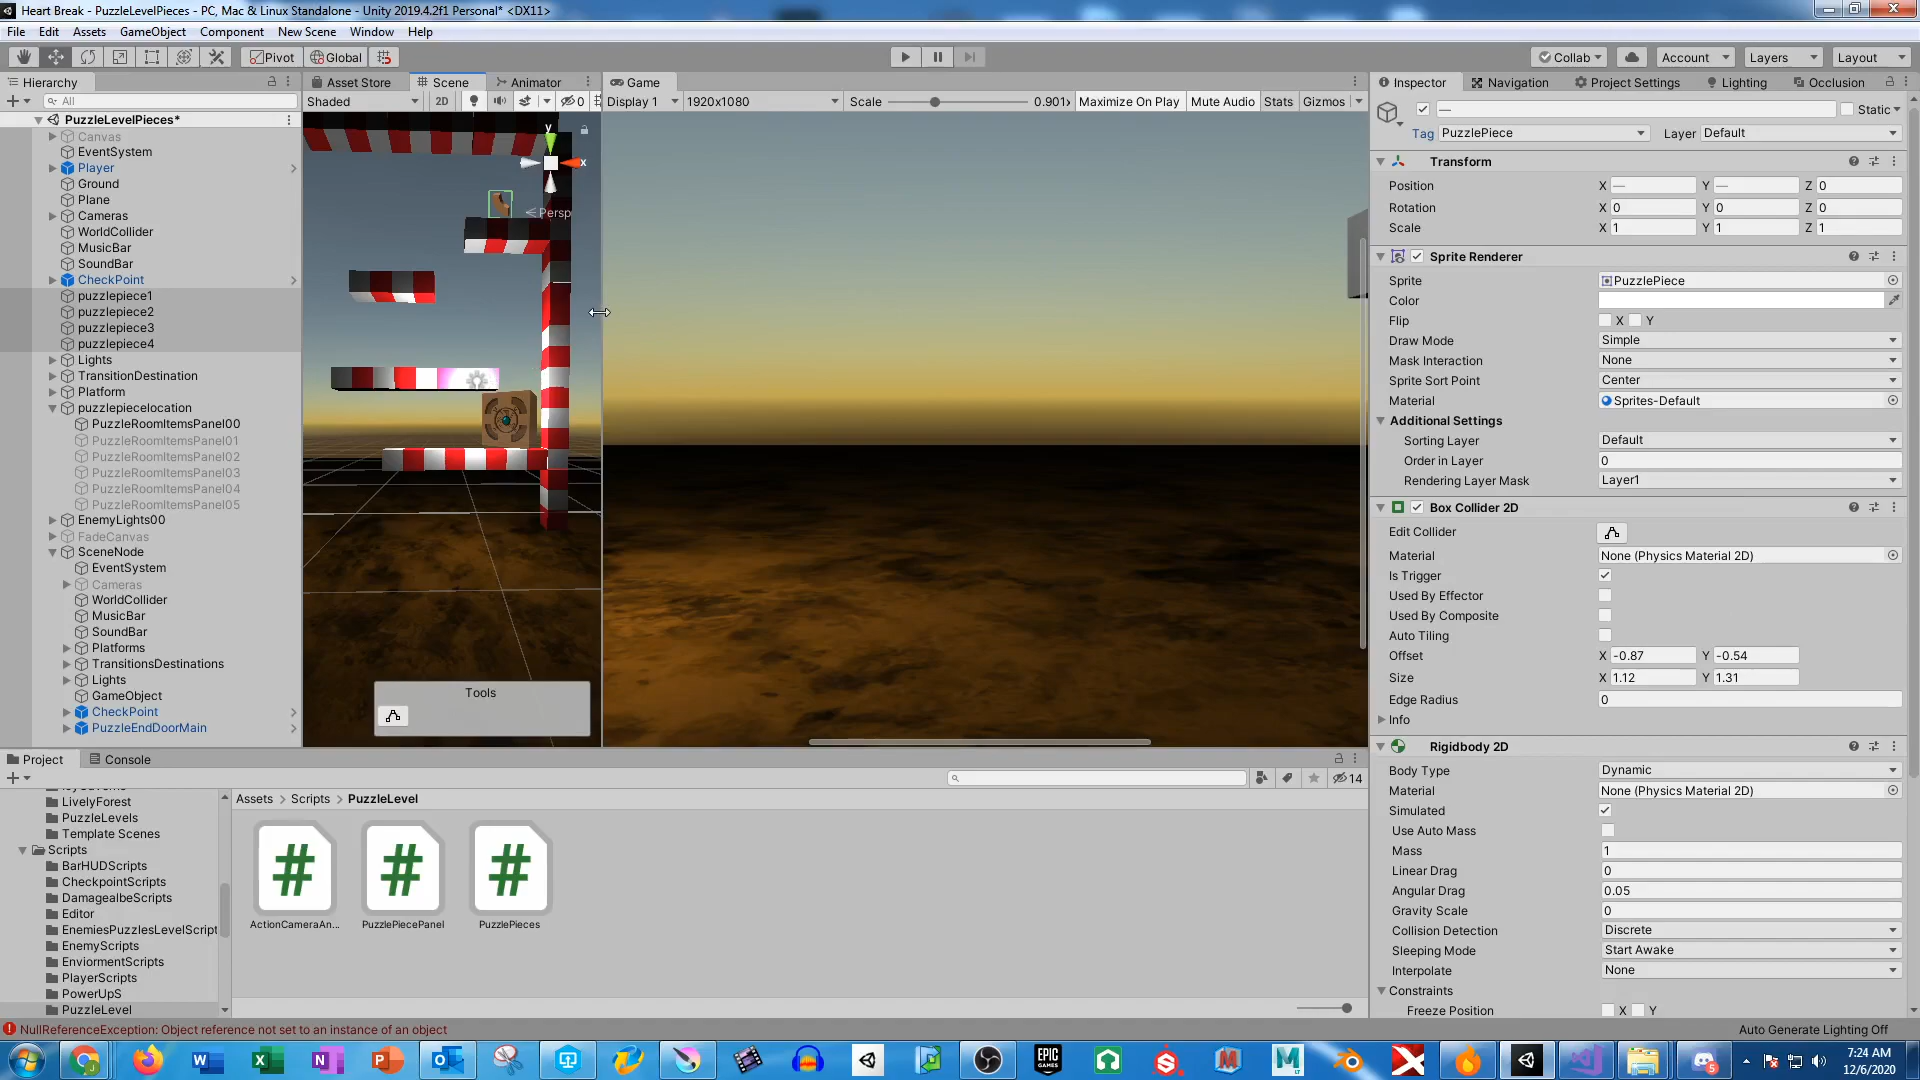 Heart Break - PuzzleLevelPieces - PC, Mac & Linux Standalone - Unity 2019.4.2f1 Personal* <DX11>
File Edit Assets GameObject Component New Scene Window Help
Pivot Global Collab Account Layers Layout
Hierarchy
All
PuzzleLevelPieces*
Canvas
EventSystem
Player
Ground
Plane
Cameras
WorldCollider
MusicBar
SoundBar
CheckPoint
puzzlepiece1
puzzlepiece2
puzzlepiece3
puzzlepiece4
Lights
TransitionDestination
Platform
puzzlepiecelocation
PuzzleRoomItemsPanel00
PuzzleRoomItemsPanel01
PuzzleRoomItemsPanel02
PuzzleRoomItemsPanel03
PuzzleRoomItemsPanel04
PuzzleRoomItemsPanel05
EnemyLights00
FadeCanvas
SceneNode
EventSystem
Cameras
WorldCollider
MusicBar
SoundBar
Platforms
TransitionsDestinations
Lights
GameObject
CheckPoint
PuzzleEndDoorMain
Asset Store Scene Animator
Shaded 2D 0
y
x
Persp
Tools
Game
Display 1 1920x1080 Scale 0.901x Maximize On Play Mute Audio Stats Gizmos
Inspector Navigation Project Settings Lighting Occlusion
— Static
Tag PuzzlePiece Layer Default
Transform
Position X — Y — Z 0
Rotation X 0 Y 0 Z 0
Scale X 1 Y 1 Z 1
Sprite Renderer
Sprite PuzzlePiece
Color
Flip X Y
Draw Mode Simple
Mask Interaction None
Sprite Sort Point Center
Material Sprites-Default
Additional Settings
Sorting Layer Default
Order in Layer 0
Rendering Layer Mask Layer1
Box Collider 2D
Edit Collider
Material None (Physics Material 2D)
Is Trigger
Used By Effector
Used By Composite
Auto Tiling
Offset X -0.87 Y -0.54
Size X 1.12 Y 1.31
Edge Radius 0
Info
Rigidbody 2D
Body Type Dynamic
Material None (Physics Material 2D)
Simulated
Use Auto Mass
Mass 1
Linear Drag 0
Angular Drag 0.05
Gravity Scale 0
Collision Detection Discrete
Sleeping Mode Start Awake
Interpolate None
Constraints
Freeze Position X Y
Project Console
14
LivelyForest
PuzzleLevels
Template Scenes
Scripts
BarHUDScripts
CheckpointScripts
DamagealbeScripts
Editor
EnemiesPuzzlesLevelScript
EnemyScripts
EnviormentScripts
PlayerScripts
PowerUpS
PuzzleLevel
Assets > Scripts > PuzzleLevel
ActionCameraAn...
PuzzlePiecePanel
PuzzlePieces
NullReferenceException: Object reference not set to an instance of an object
Auto Generate Lighting Off
7:24 AM
12/6/2020